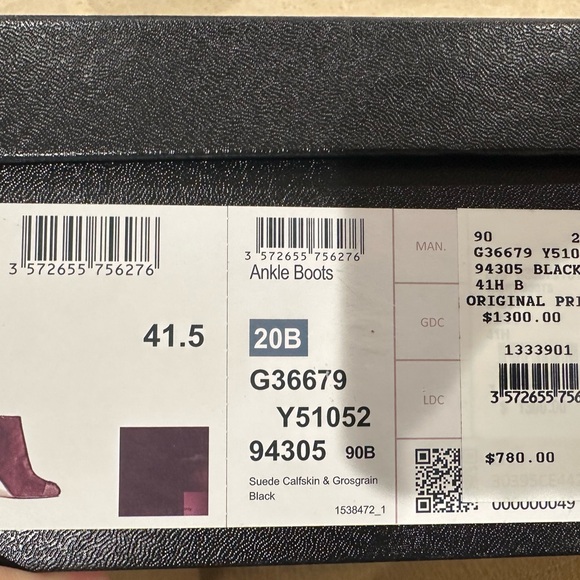 3 572655 756276
41.5
3 572655 756276
Ankle Boots
20B
G36679
Y51052
94305 90B
Suede Calfskin & Grosgrain
Black
1538472_1
MAN.
GDC
LDC
90 2
G36679 Y510
94305 BLACK
41H B
ORIGINAL PRI
$1300.00
1333901
3 572655 756
$780.00
000000049